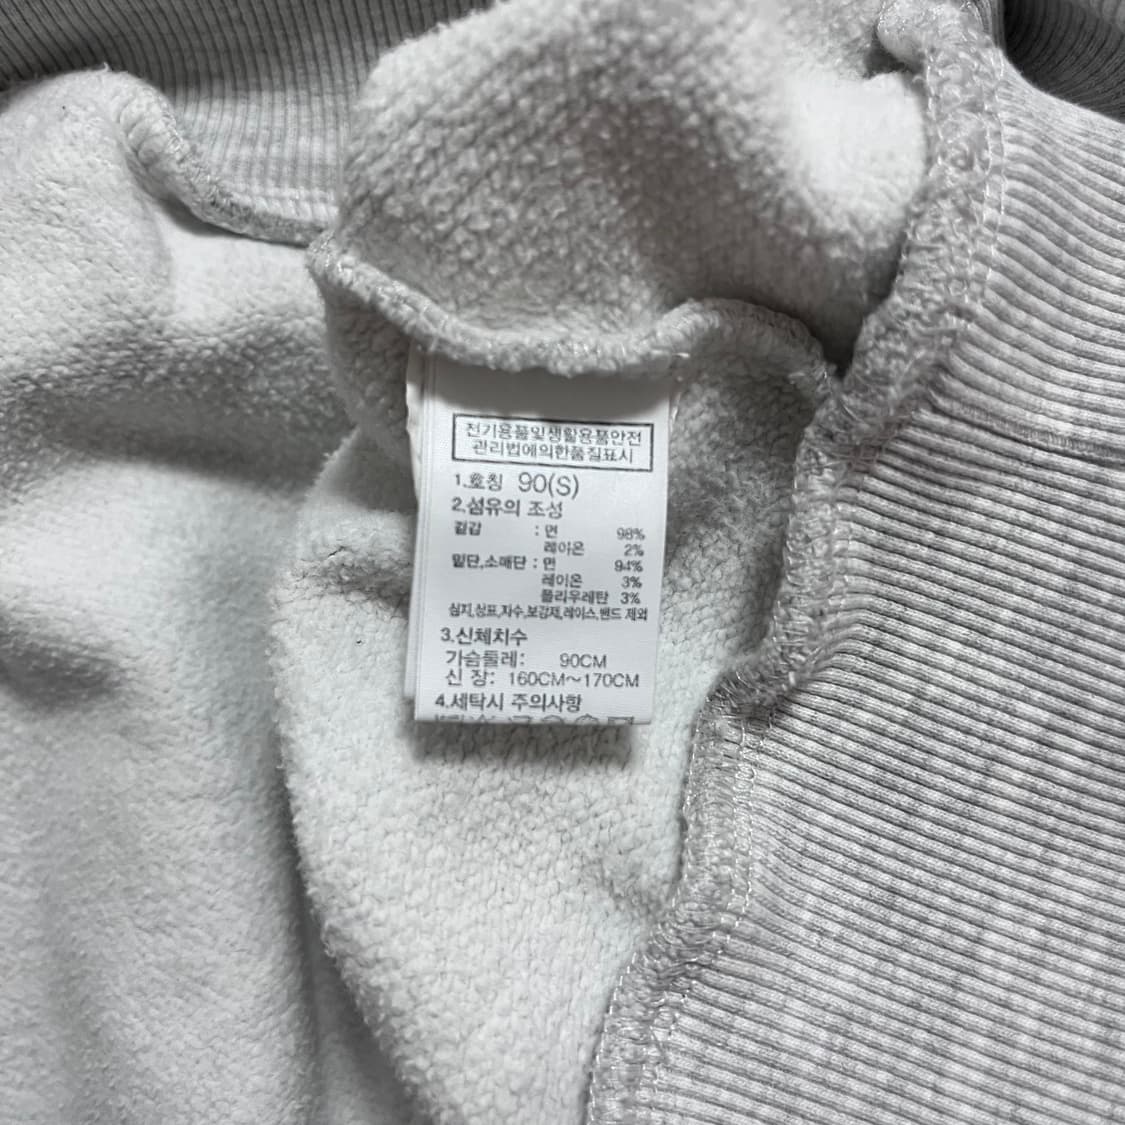 전기용품및생활용품안전
관리법에의한품질표시
1.호칭 90(S)
2.섬유의 조성
겉감 : 면 98%
레이온 2%
밑단,소매단 : 면 94%
레이온 3%
폴리우레탄 3%
심지,상표,자수,보강재,레이스,밴드 제외
3.신체치수
가슴둘레: 90CM
신 장: 160CM~170CM
4.세탁시 주의사항